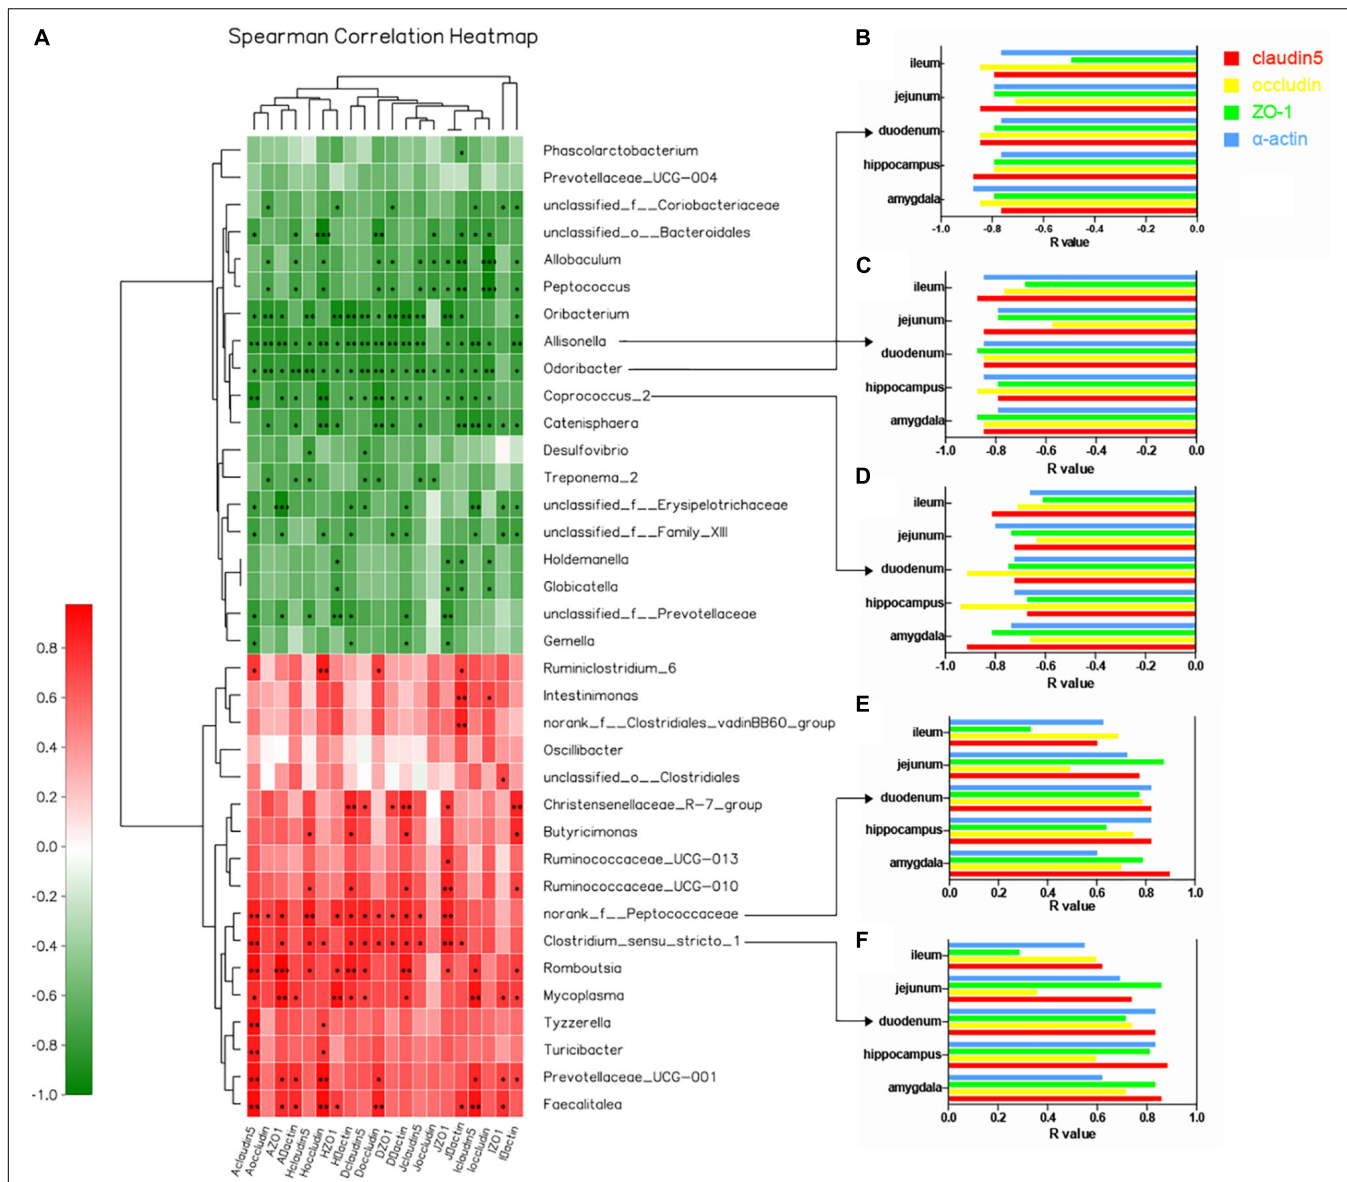 A
Spearman Correlation Heatmap
Phascolarctobacterium
Prevotellaceae_UCG-004
unclassified_f__Coriobacteriaceae
unclassified_o__Bacteroidales
Allobaculum
Peptococcus
Oribacterium
Allisonella
Odoribacter
Coprococcus_2
Catenisphaera
Desulfovibrio
Treponema_2
unclassified_f__Erysipelotrichaceae
unclassified_f__Family_XIII
Holdemanella
Globicatella
unclassified_f__Prevotellaceae
Gemella
Ruminiclostridium_6
Intestinimonas
norank_f__Clostridiales_vadinBB60_group
Oscillibacter
unclassified_o__Clostridiales
Christensenellaceae_R-7_group
Butyricimonas
Ruminococcaceae_UCG-013
Ruminococcaceae_UCG-010
norank_f__Peptococcaceae
Clostridium_sensu_stricto_1
Romboutsia
Mycoplasma
Tyzzerella
Turicibacter
Prevotellaceae_UCG-001
Faecalitalea
0.8
0.6
0.4
0.2
0.0
-0.2
-0.4
-0.6
-0.8
-1.0
Aclaudin5
Aoccludin
AZO1
A▯actin
Hclaudin5
Hoccludin
HZO1
H▯actin
Dclaudin5
Doccludin
DZO1
D▯actin
Jclaudin5
Joccludin
JZO1
J▯actin
Iclaudin5
Ioccludin
IZO1
I▯actin
B
ileum
jejunum
duodenum
hippocampus
amygdala
-1.0 -0.8 -0.6 -0.4 -0.2 0.0
R value
claudin5
occludin
ZO-1
α-actin
C
ileum
jejunum
duodenum
hippocampus
amygdala
-1.0 -0.8 -0.6 -0.4 -0.2 0.0
R value
D
ileum
jejunum
duodenum
hippocampus
amygdala
-1.0 -0.8 -0.6 -0.4 -0.2 0.0
R value
E
ileum
jejunum
duodenum
hippocampus
amygdala
0.0 0.2 0.4 0.6 0.8 1.0
R value
F
ileum
jejunum
duodenum
hippocampus
amygdala
0.0 0.2 0.4 0.6 0.8 1.0
R value